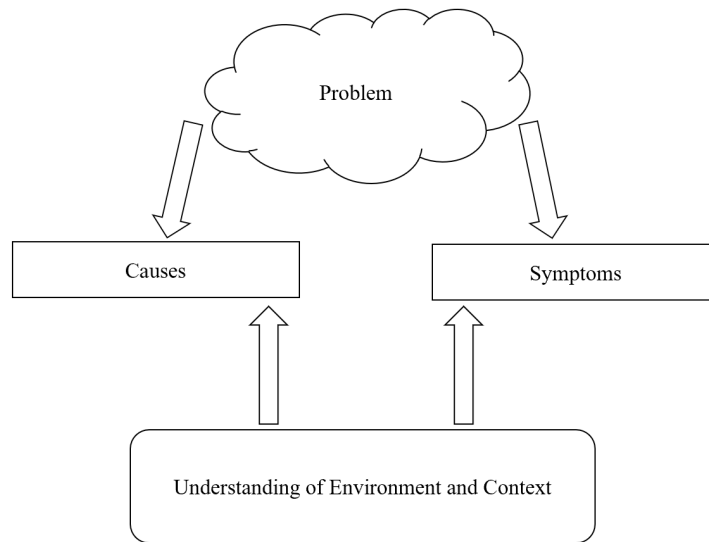 Problem
Causes
Symptoms
Understanding of Environment and Context